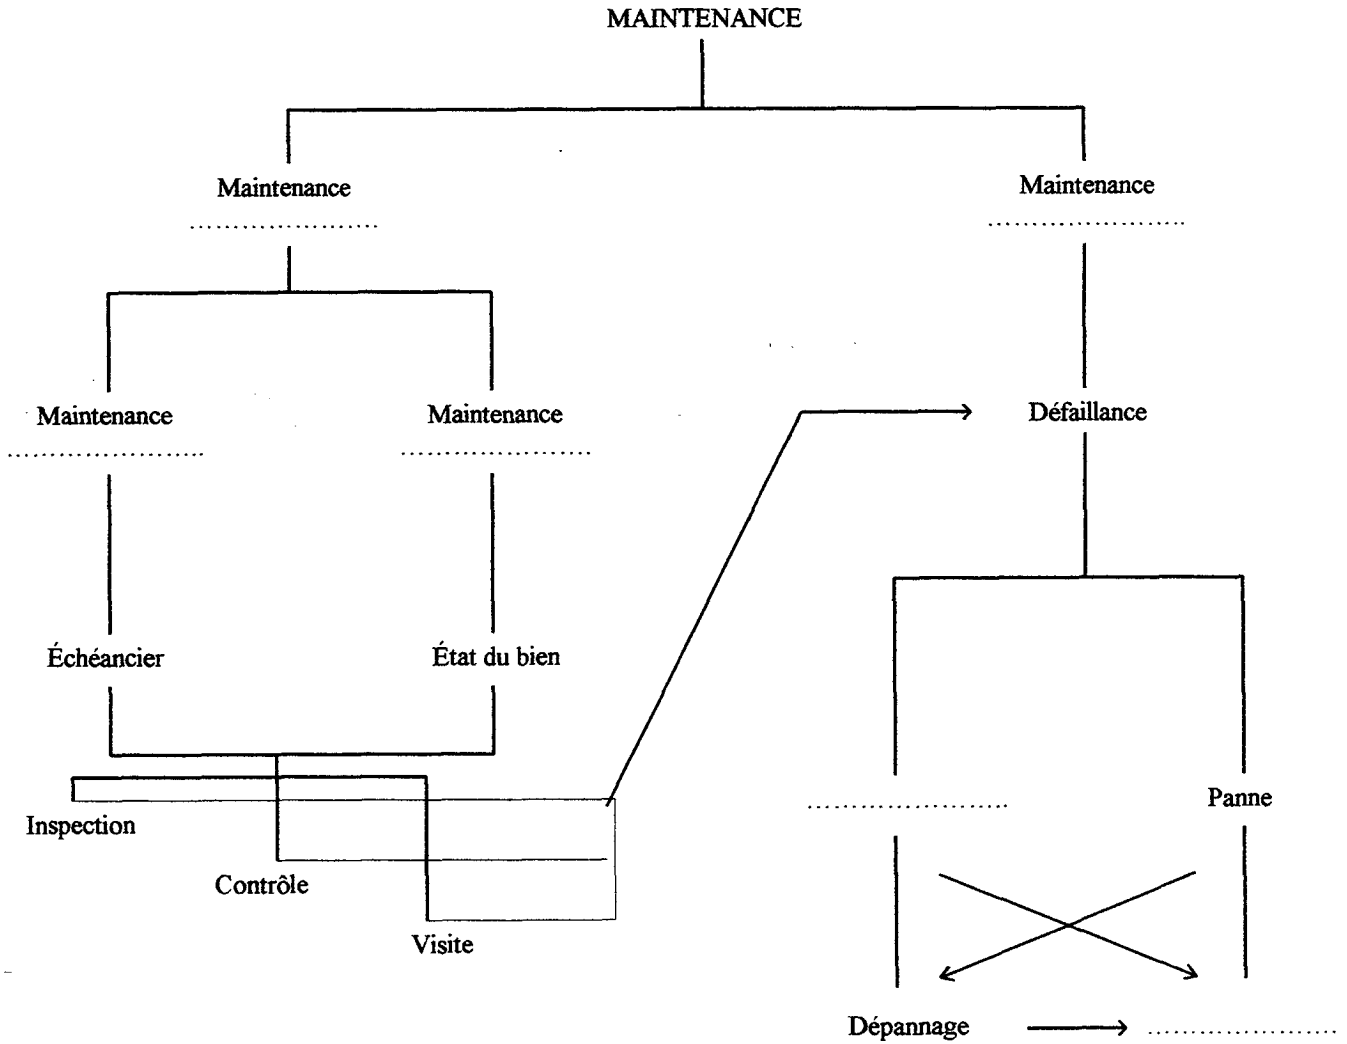 MAINTENANCE
Maintenance
....................
Maintenance
....................
Maintenance
....................
Maintenance
....................
Défaillance
Échéancier
État du bien
....................
Panne
Inspection
Contrôle
Visite
Dépannage
....................